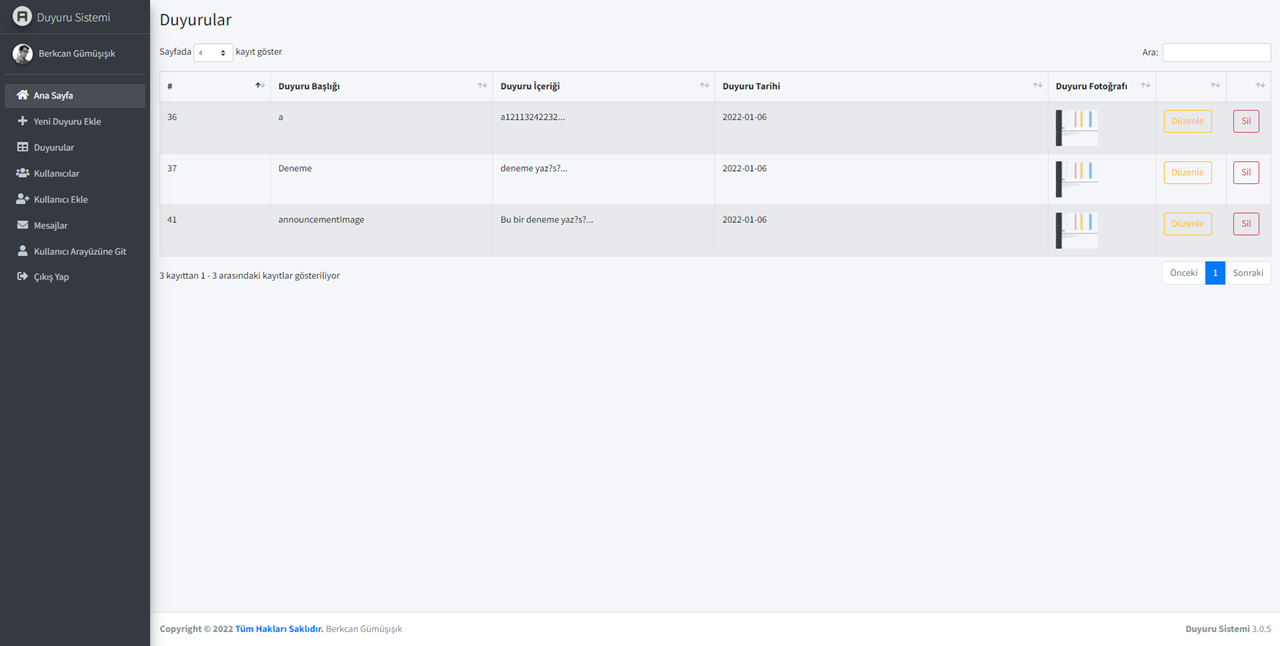 Duyuru Sistemi
Berkcan Gümüşışık
Ana Sayfa
Yeni Duyuru Ekle
Duyurular
Kullanıcılar
Kullanıcı Ekle
Mesajlar
Kullanıcı Arayüzüne Git
Çıkış Yap
Duyurular
Sayfada 4 kayıt göster
Ara:
# Duyuru Başlığı Duyuru İçeriği Duyuru Tarihi Duyuru Fotoğrafı
36 a a12113242232... 2022-01-06 Düzenle Sil
37 Deneme deneme yaz?s?... 2022-01-06 Düzenle Sil
41 announcementImage Bu bir deneme yaz?s?... 2022-01-06 Düzenle Sil
3 kayıttan 1 - 3 arasındaki kayıtlar gösteriliyor
Önceki 1 Sonraki
Copyright © 2022 Tüm Hakları Saklıdır. Berkcan Gümüşışık
Duyuru Sistemi 3.0.5